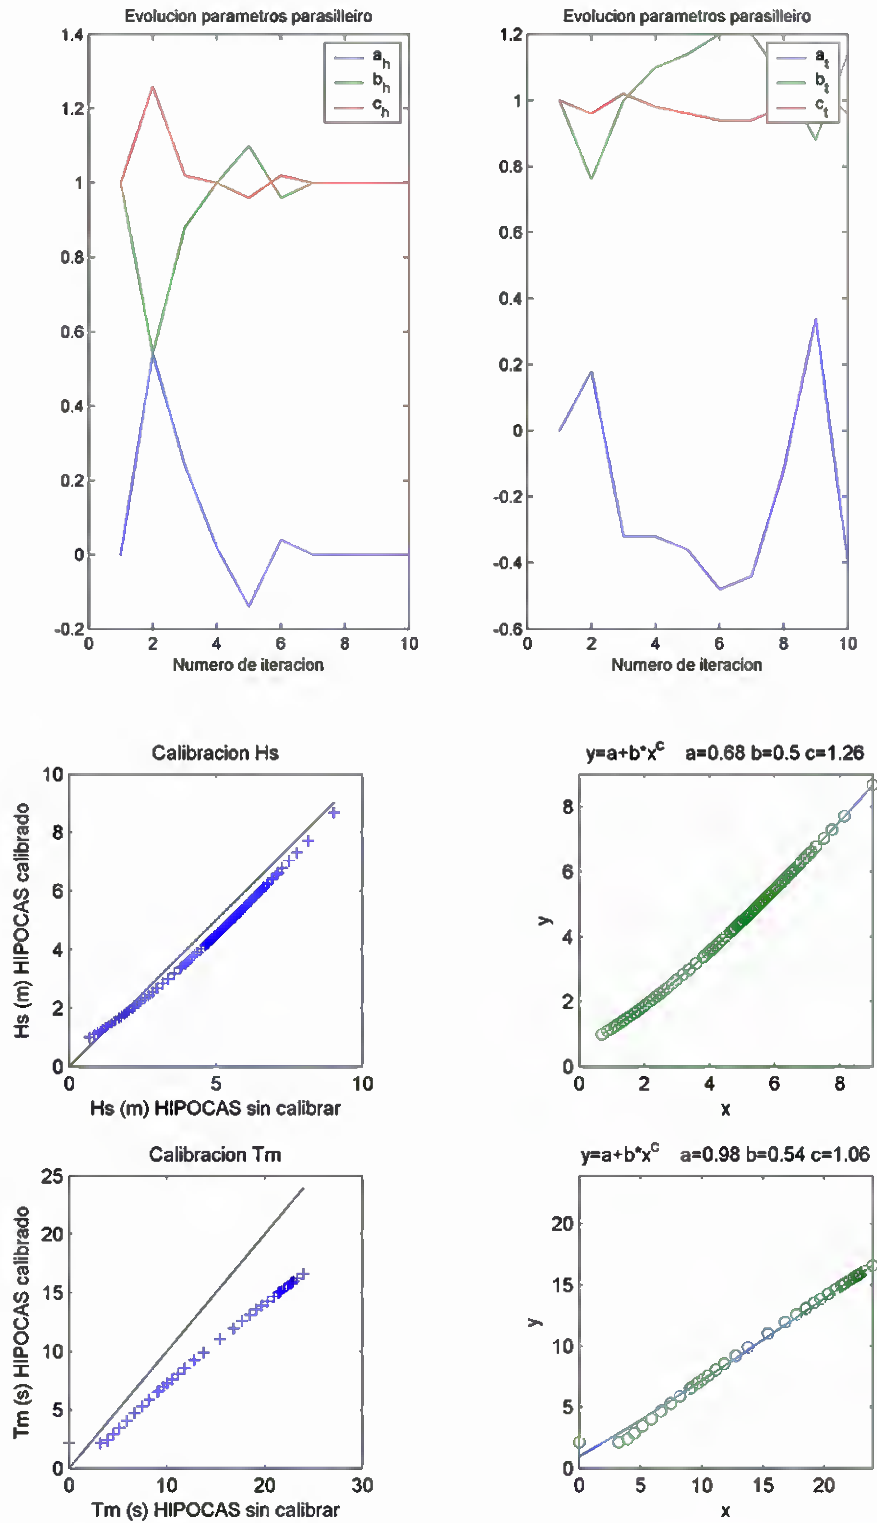 Evolucion parametros parasilleiro
1.4
1.2
1
0.8
0.6
0.4
0.2
0
-0.2
0 2 4 6 8 10
Numero de iteracion
a_h
b_h
c_h
Evolucion parametros parasilleiro
1.2
1
0.8
0.6
0.4
0.2
0
-0.2
-0.4
-0.6
0 2 4 6 8 10
Numero de iteracion
a_t
b_t
c_t
Calibracion Hs
Hs (m) HIPOCAS calibrado
10
8
6
4
2
0
0 5 10
Hs (m) HIPOCAS sin calibrar
y=a+b*x^c a=0.68 b=0.5 c=1.26
y
8
6
4
2
0
0 2 4 6 8
x
Calibracion Tm
Tm (s) HIPOCAS calibrado
25
20
15
10
5
0
0 10 20 30
Tm (s) HIPOCAS sin calibrar
y=a+b*x^c a=0.98 b=0.54 c=1.06
y
20
15
10
5
0
0 5 10 15 20
x